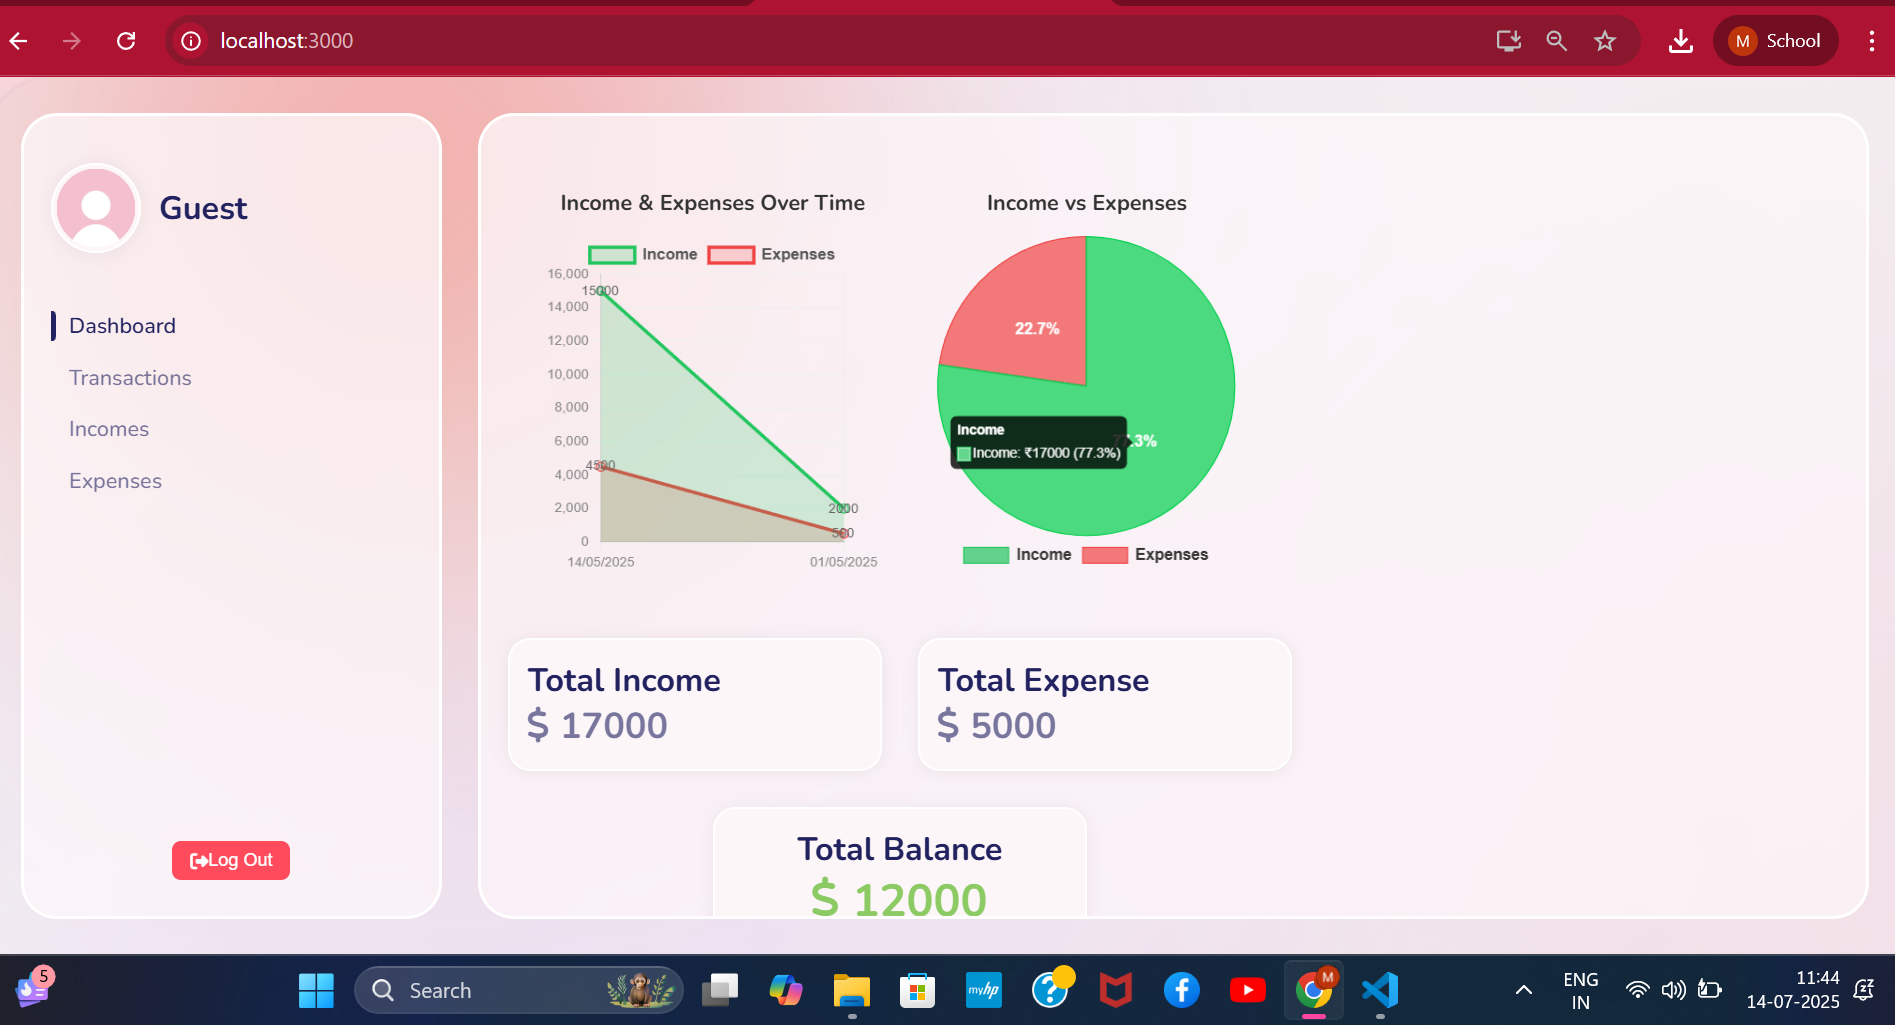 localhost:3000
M School
Guest
Dashboard
Transactions
Incomes
Expenses
Log Out
Income & Expenses Over Time
Income Expenses
16,000
15000
14,000
12,000
10,000
8,000
6,000
4500
4,000
2,000
2000
500
0
14/05/2025 01/05/2025
Income vs Expenses
22.7%
77.3%
Income
Income: ₹17000 (77.3%)
Income Expenses
Total Income
$ 17000
Total Expense
$ 5000
Total Balance
$ 12000
5
Search
myhp
?
M
ENG
IN
11:44
14-07-2025